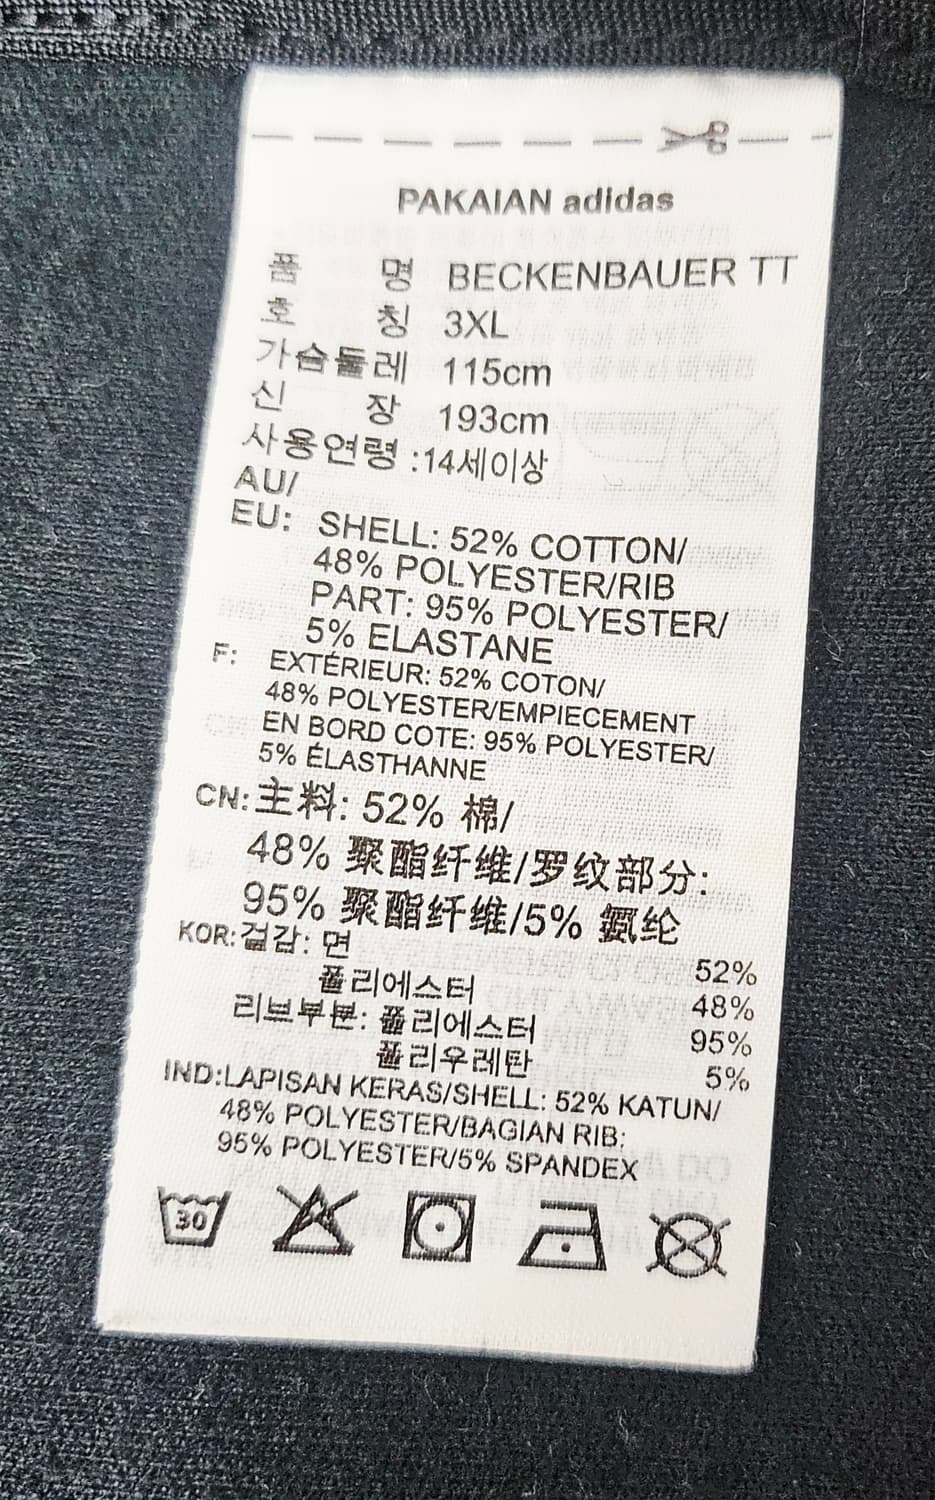 PAKAIAN adidas
품 명 BECKENBAUER TT
호 칭 3XL
가슴둘레 115cm
신 장 193cm
사용연령 :14세이상
AU/
EU: SHELL: 52% COTTON/
48% POLYESTER/RIB
PART: 95% POLYESTER/
5% ELASTANE
F: EXTÉRIEUR: 52% COTON/
48% POLYESTER/EMPIECEMENT
EN BORD COTE: 95% POLYESTER/
5% ÉLASTHANNE
CN:主料: 52% 棉/
48% 聚酯纤维/罗纹部分:
95% 聚酯纤维/5% 氨纶
KOR:겉감: 면 52%
폴리에스터 48%
리브부분: 폴리에스터 95%
폴리우레탄 5%
IND:LAPISAN KERAS/SHELL: 52% KATUN/
48% POLYESTER/BAGIAN RIB:
95% POLYESTER/5% SPANDEX
30